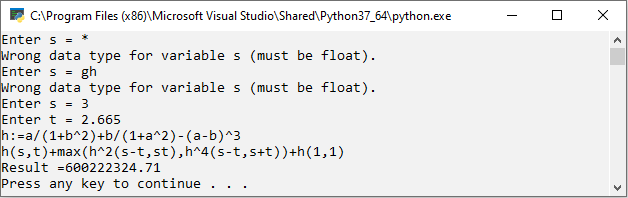 C:\Program Files (x86)\Microsoft Visual Studio\Shared\Python37_64\python.exe
Enter s = *
Wrong data type for variable s (must be float).
Enter s = gh
Wrong data type for variable s (must be float).
Enter s = 3
Enter t = 2.665
h:=a/(1+b^2)+b/(1+a^2)-(a-b)^3
h(s,t)+max(h^2(s-t,st),h^4(s-t,s+t))+h(1,1)
Result =600222324.71
Press any key to continue . . .